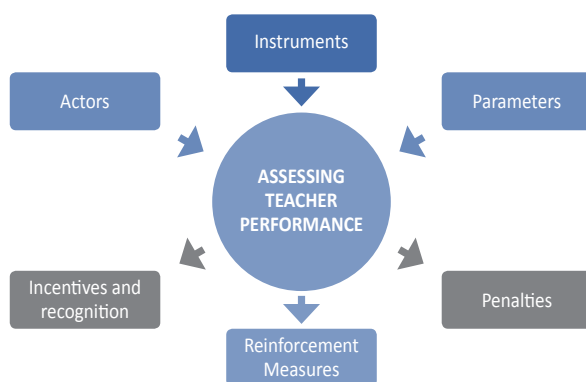 Instruments
Actors
Parameters
ASSESSING
TEACHER
PERFORMANCE
Incentives and
recognition
Penalties
Reinforcement
Measures